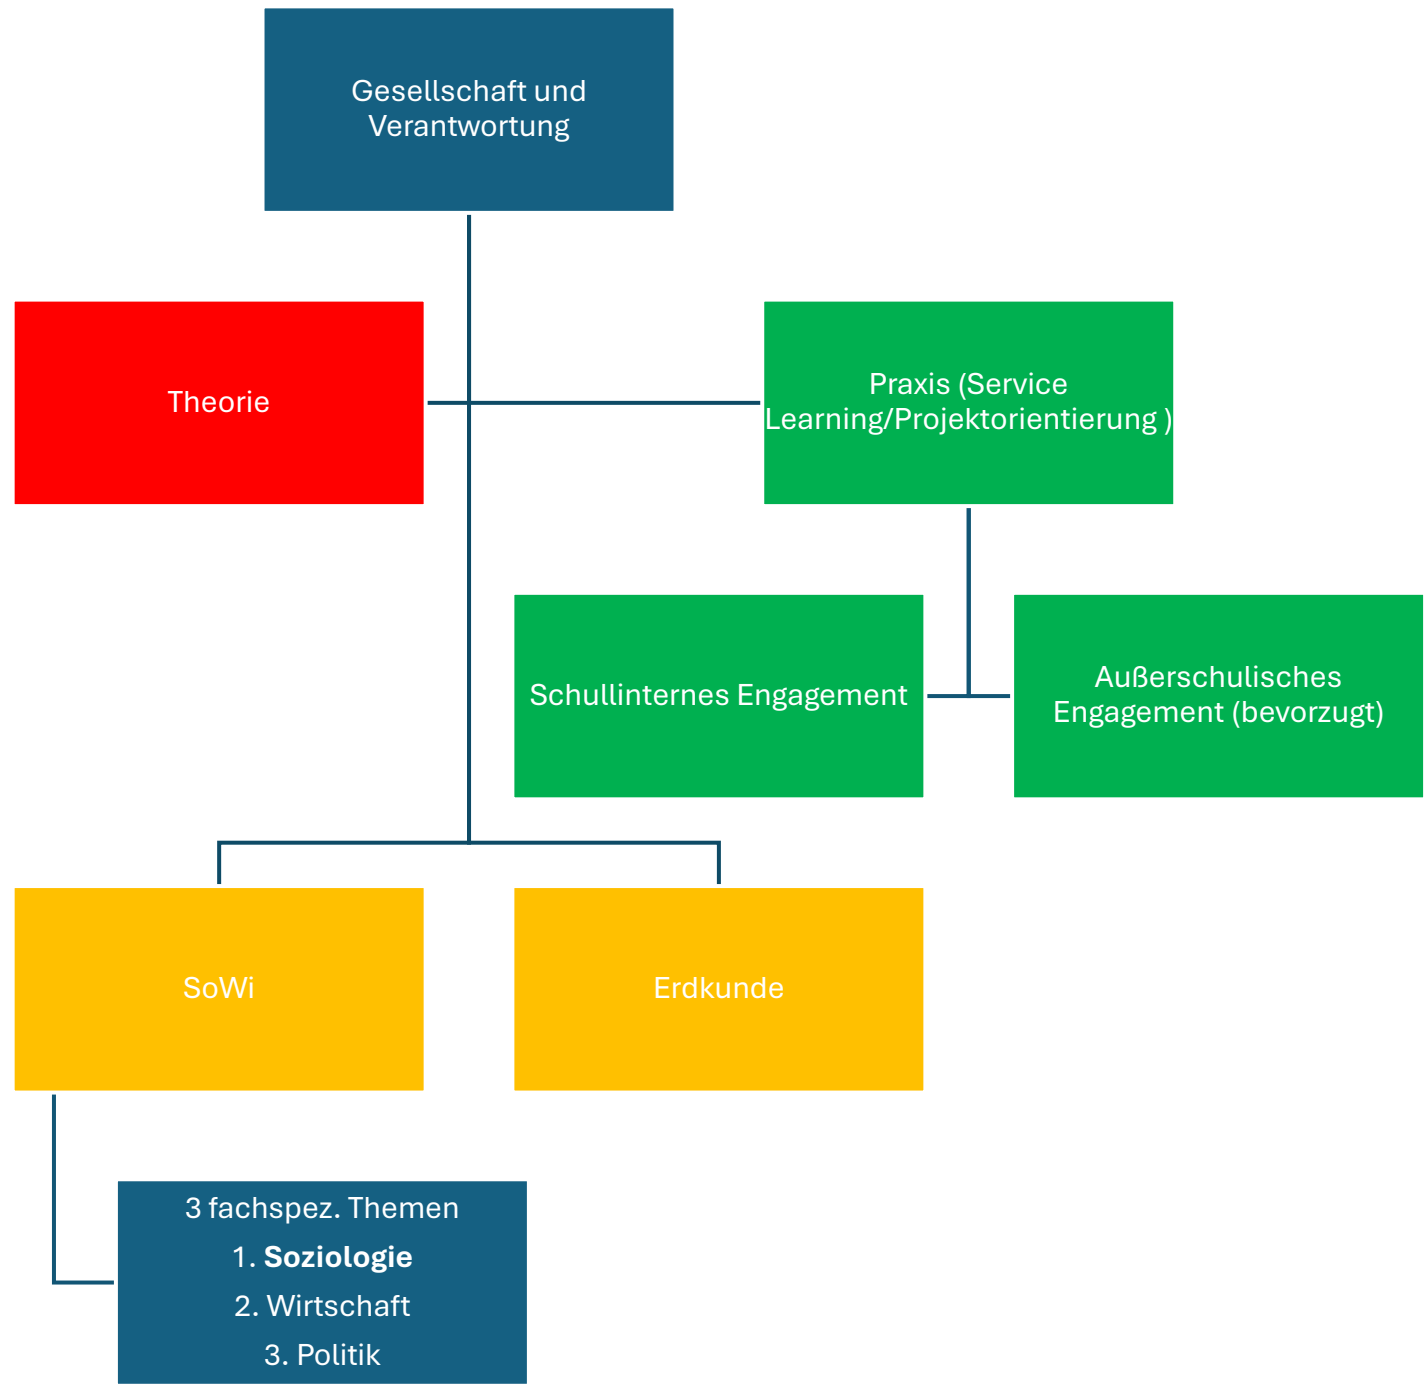 Gesellschaft und
Verantwortung
Theorie
Praxis (Service
Learning/Projektorientierung )
Schullinternes Engagement
Außerschulisches
Engagement (bevorzugt)
SoWi
Erdkunde
3 fachspez. Themen
1. Soziologie
2. Wirtschaft
3. Politik